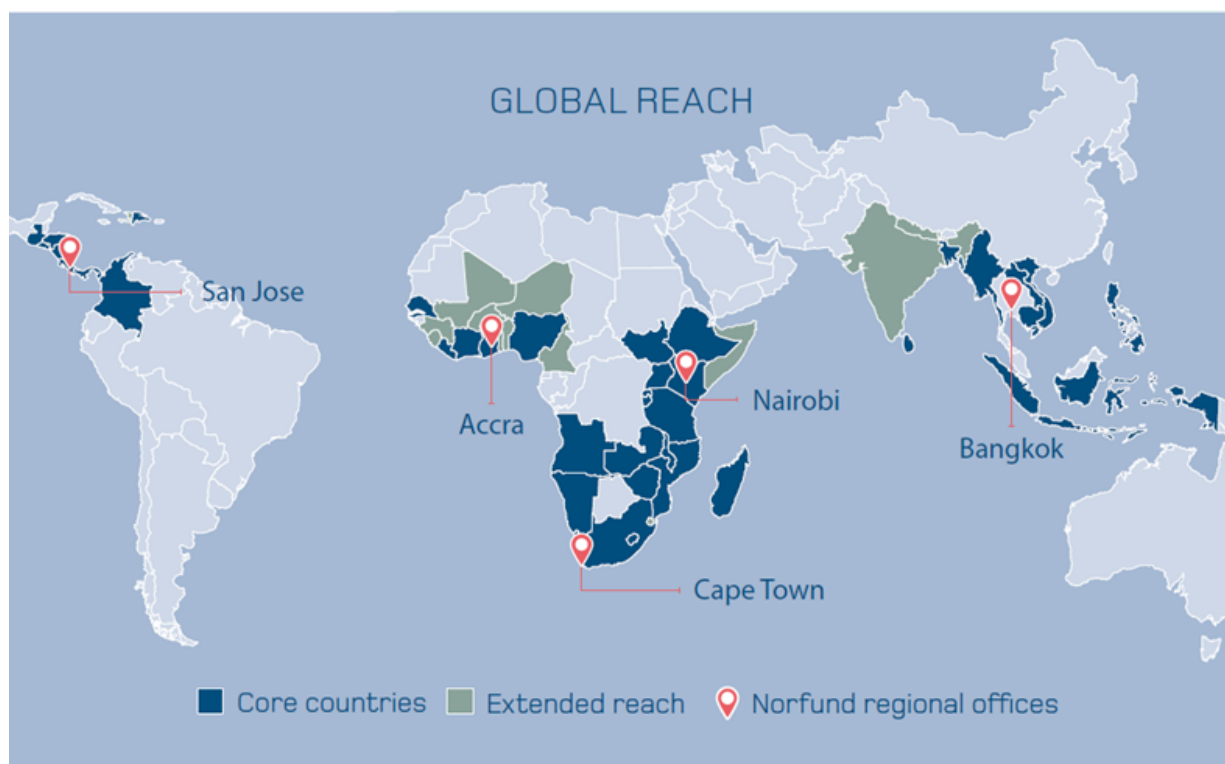 GLOBAL REACH
San Jose
Accra
Nairobi
Bangkok
Cape Town
Core countries
Extended reach
Norfund regional offices